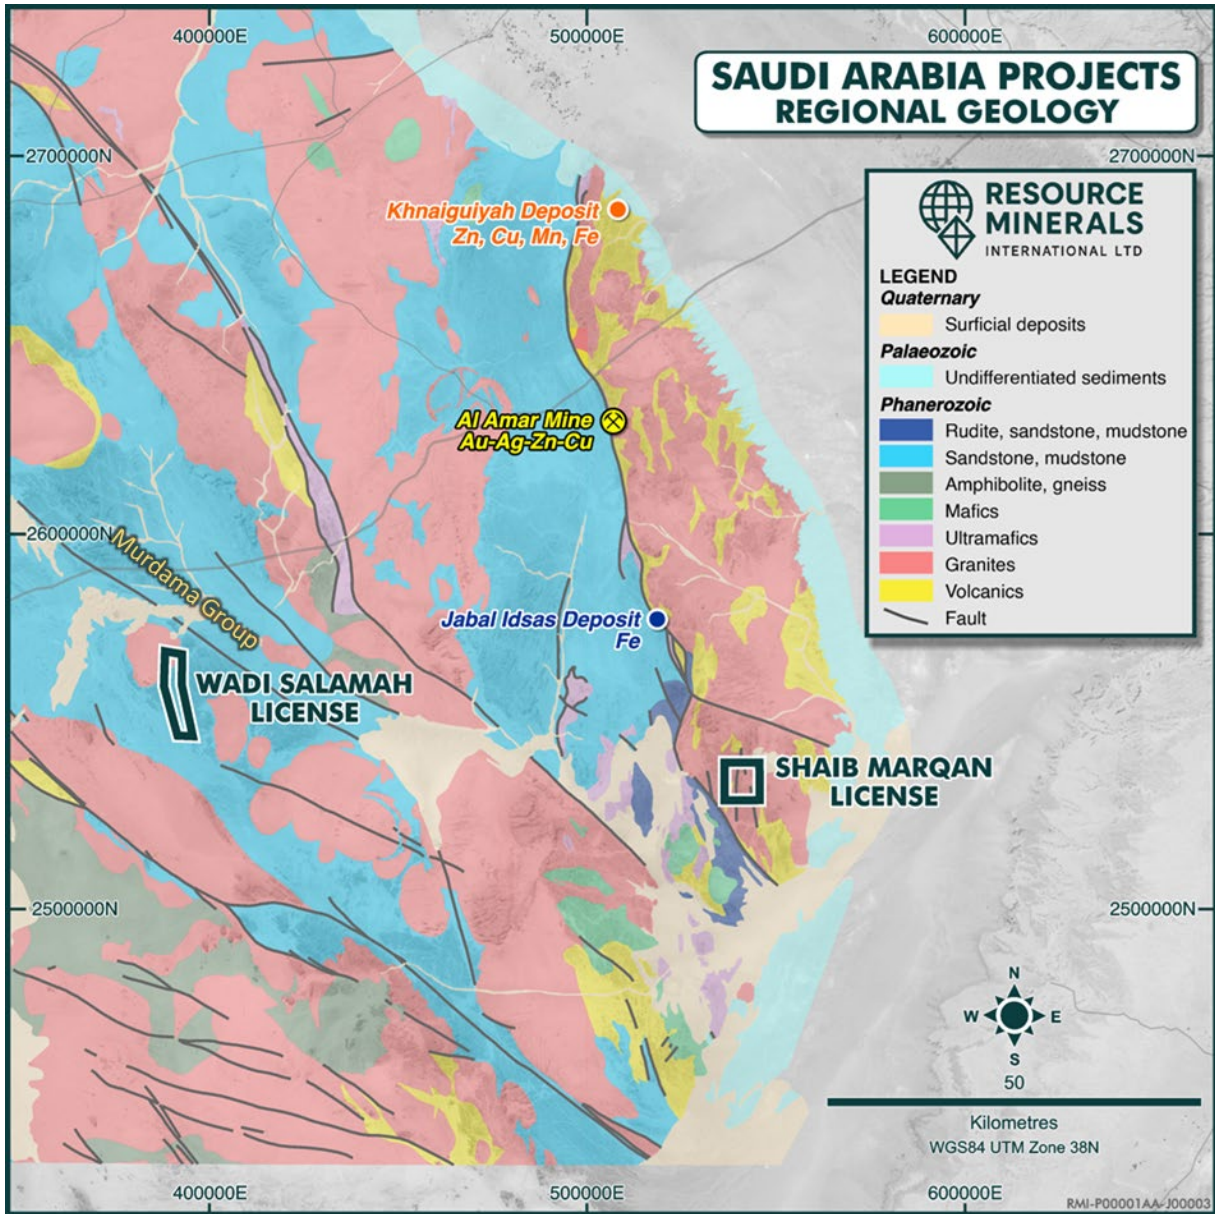 400000E
500000E
600000E
SAUDI ARABIA PROJECTS
REGIONAL GEOLOGY
2700000N
2700000N
RESOURCE
MINERALS
INTERNATIONAL LTD
LEGEND
Quaternary
Surficial deposits
Palaeozoic
Undifferentiated sediments
Phanerozoic
Rudite, sandstone, mudstone
Sandstone, mudstone
Amphibolite, gneiss
Mafics
Ultramafics
Granites
Volcanics
Fault
Khnaiguiyah Deposit
Zn, Cu, Mn, Fe
Al Amar Mine
Au-Ag-Zn-Cu
2600000N
Murdama Group
Jabal Idsas Deposit
Fe
WADI SALAMAH
LICENSE
SHAIB MARQAN
LICENSE
2500000N
2500000N
N
W
E
S
50
Kilometres
WGS84 UTM Zone 38N
400000E
500000E
600000E
RMI-P00001AA-J00003